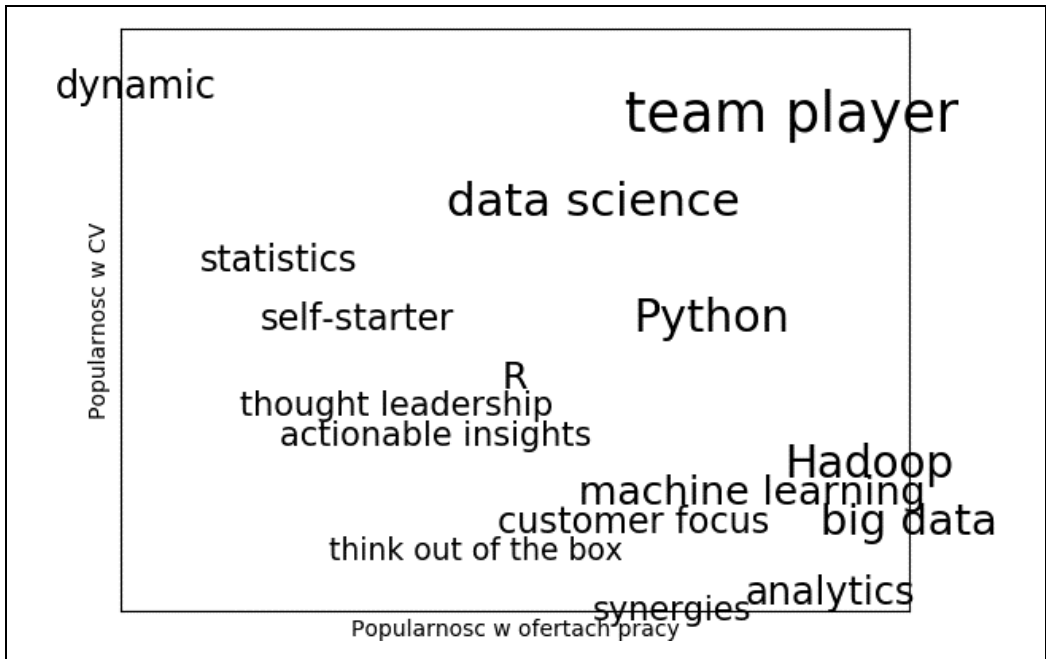 dynamic
team player
data science
statistics
self-starter
Python
R
thought leadership
actionable insights
Hadoop
machine learning
customer focus
big data
think out of the box
analytics
synergies
Popularnosc w CV
Popularnosc w ofertach pracy